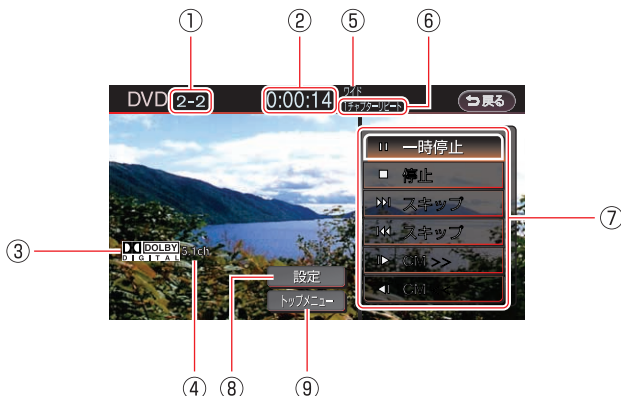 ① ② ⑤ ⑥
DVD 2-2 0:00:14 ワイド 1チャプターリピート 戻る
一時停止
停止
スキップ
スキップ
CM >>
CM
⑦
③ DOLBY DIGITAL 5.1ch
設定
トップメニュー
④ ⑧ ⑨